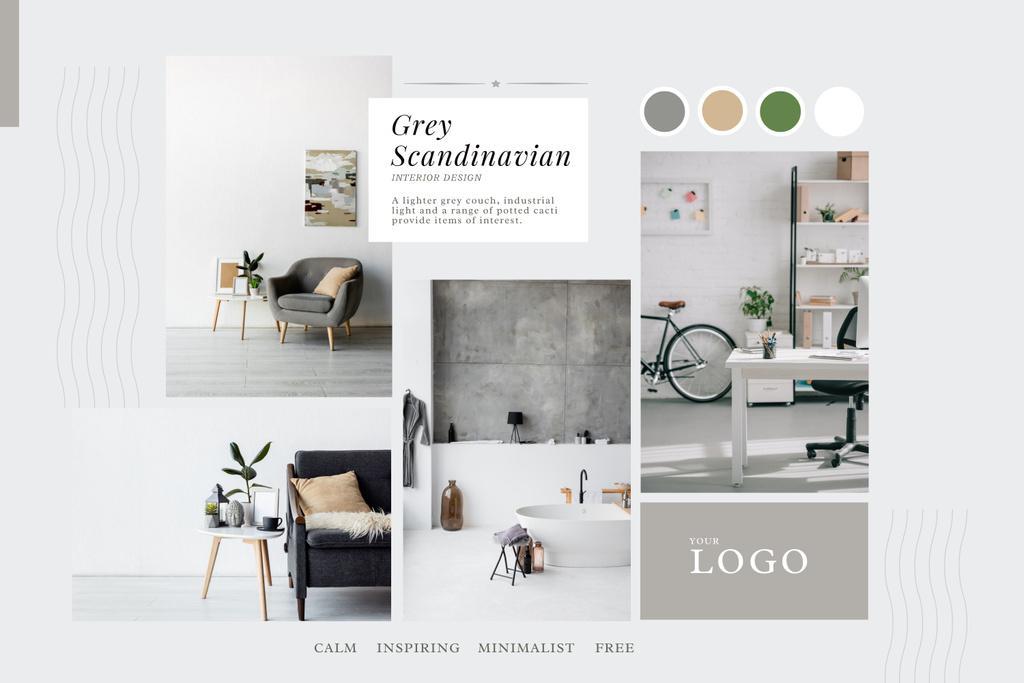 Grey
Scandinavian
INTERIOR DESIGN
A lighter grey couch, industrial
light and a range of potted cacti
provide items of interest.
YOUR
LOGO
CALM INSPIRING MINIMALIST FREE